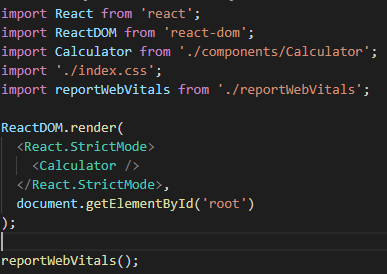 import React from 'react';
import ReactDOM from 'react-dom';
import Calculator from './components/Calculator';
import './index.css';
import reportWebVitals from './reportWebVitals';

ReactDOM.render(
  <React.StrictMode>
    <Calculator />
  </React.StrictMode>,
  document.getElementById('root')
);

reportWebVitals();